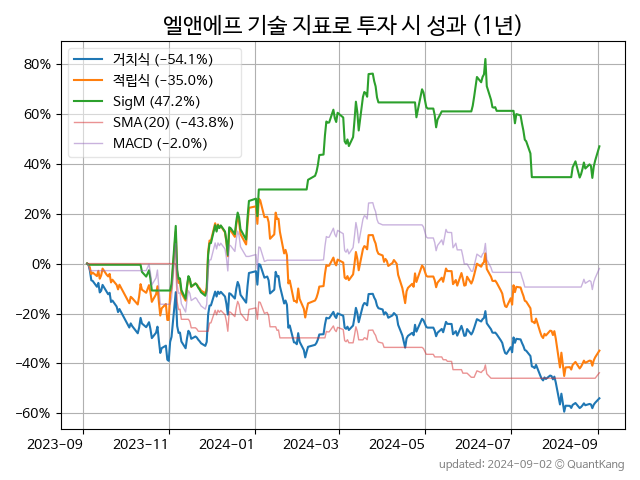 엘앤에프 기술 지표로 투자 시 성과 (1년)
거치식 (−54.1%)
적립식 (−35.0%)
SigM (47.2%)
SMA(20) (−43.8%)
MACD (−2.0%)
80%
60%
40%
20%
0%
−20%
−40%
−60%
2023-09 2023-11 2024-01 2024-03 2024-05 2024-07 2024-09
updated: 2024-09-02 © QuantKang